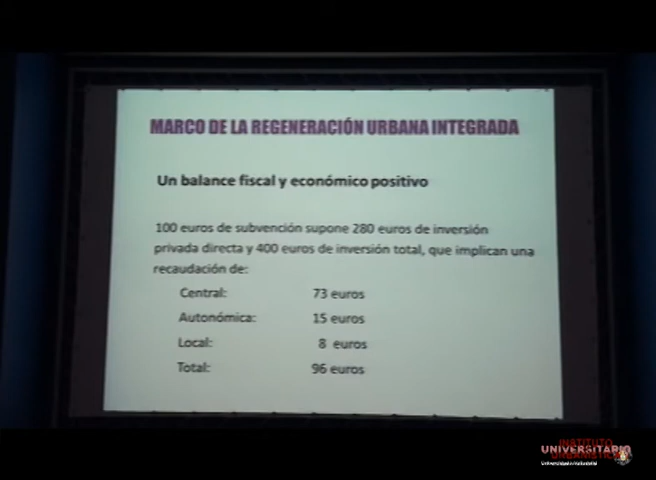 MARCO DE LA REGENERACIÓN URBANA INTEGRADA
Un balance fiscal y económico positivo
100 euros de subvención supone 280 euros de inversión
privada directa y 400 euros de inversión total, que implican una
recaudación de:
Central: 73 euros
Autonómica: 15 euros
Local: 8 euros
Total: 96 euros
INSTITUTO
UNIVERSITARIO